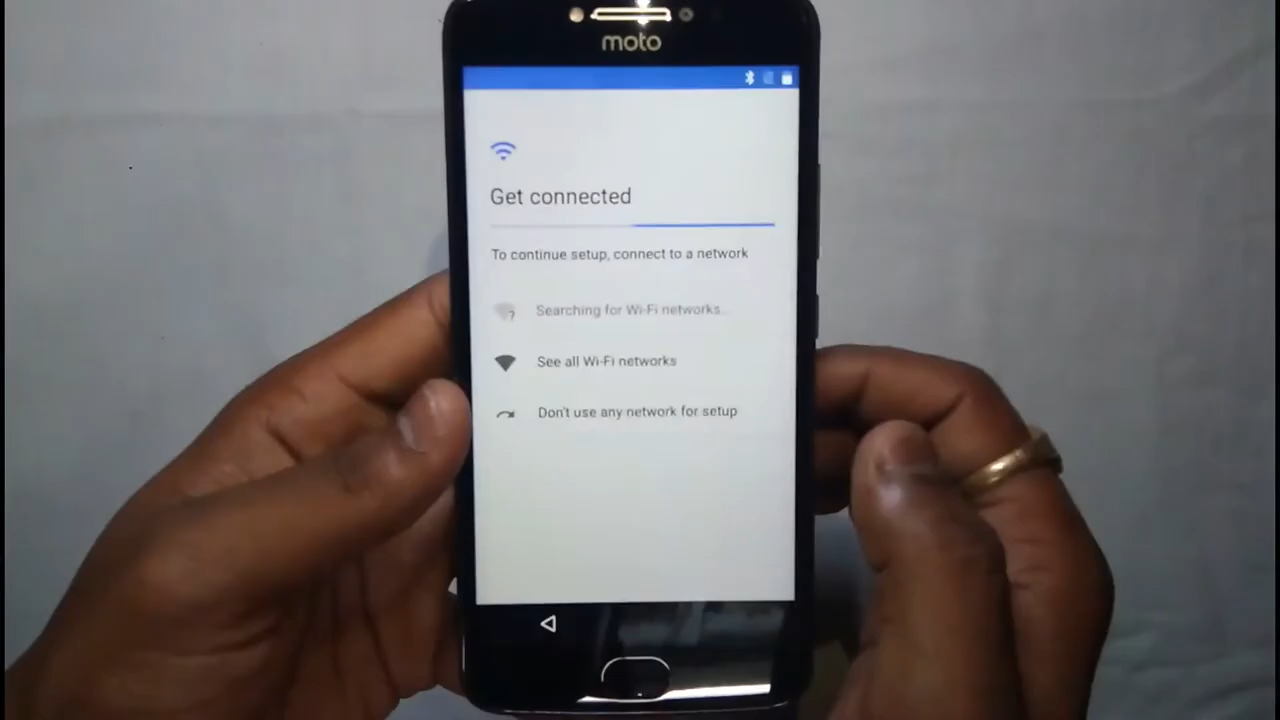 moto
Get connected
To continue setup, connect to a network
Searching for Wi-Fi networks...
See all Wi-Fi networks
Don't use any network for setup